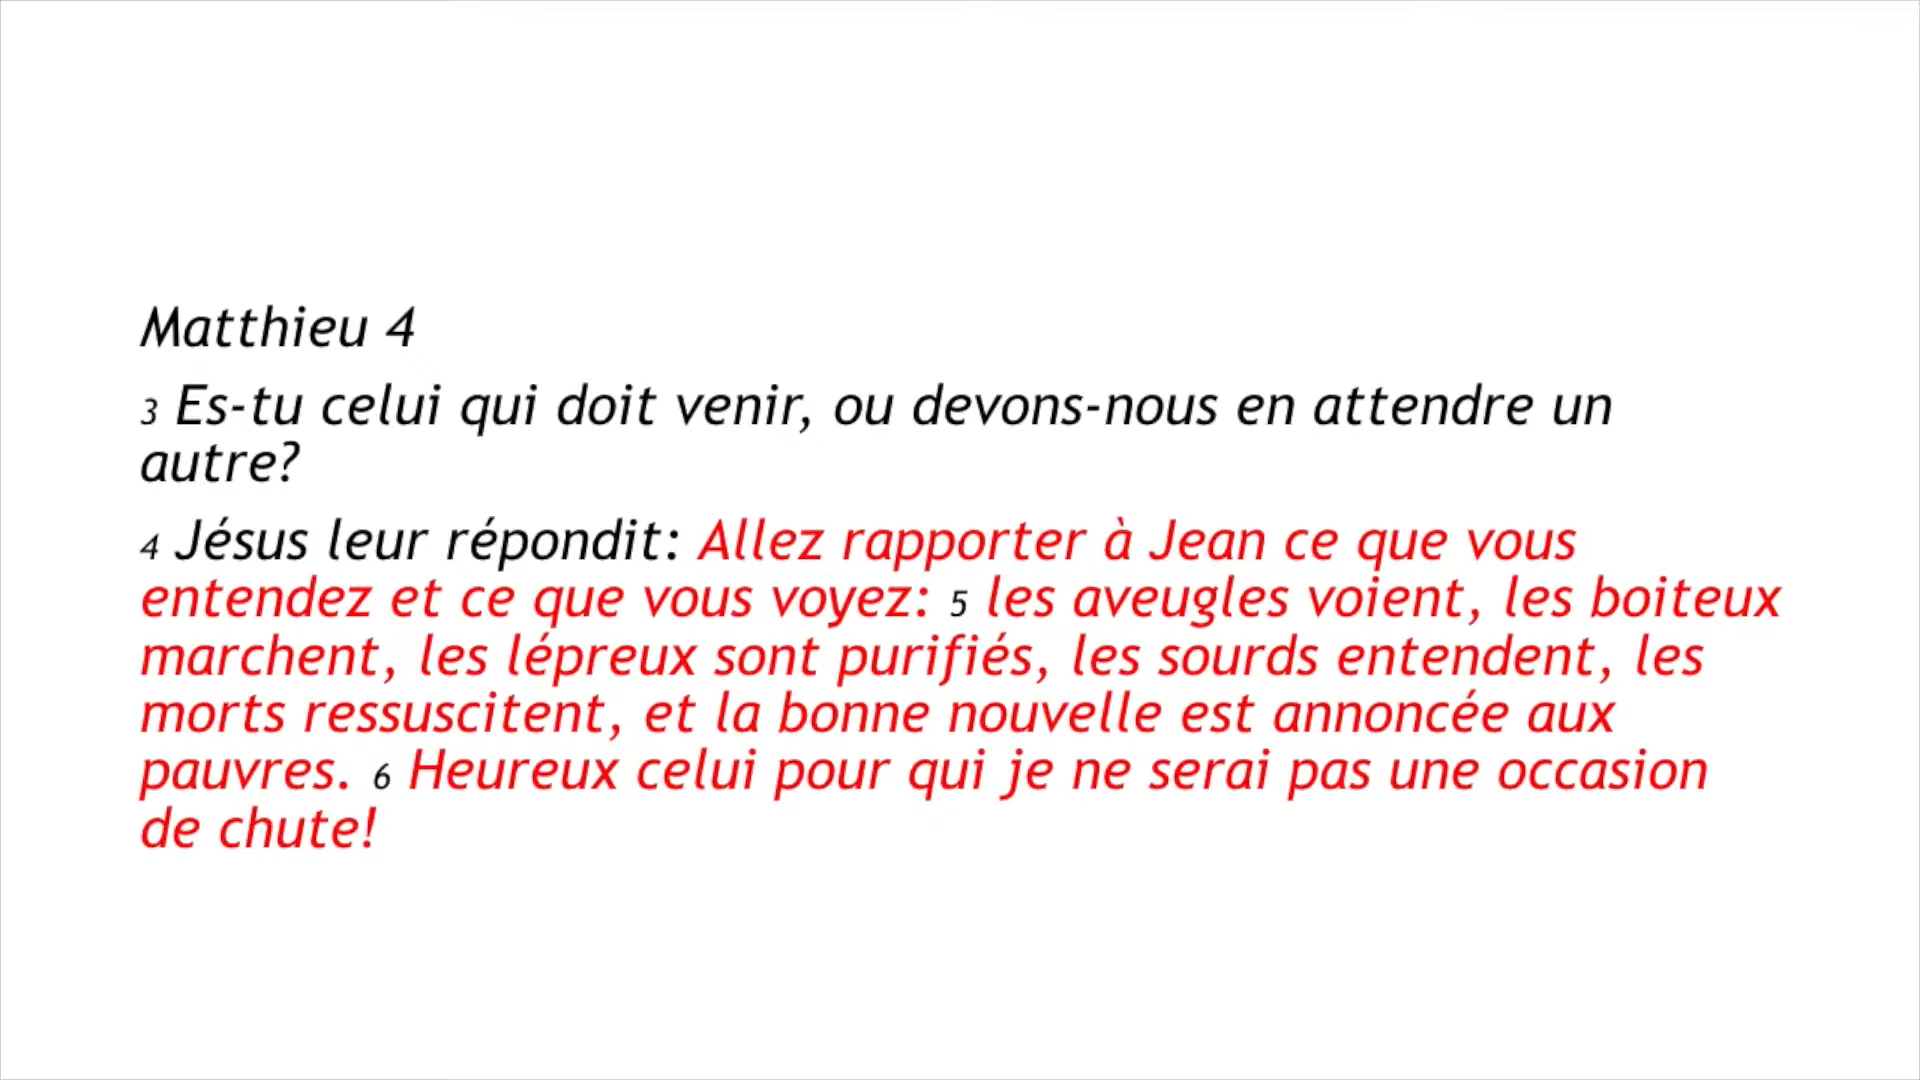 Matthieu 4
3 Es-tu celui qui doit venir, ou devons-nous en attendre un
autre?
4 Jésus leur répondit: Allez rapporter à Jean ce que vous
entendez et ce que vous voyez: 5 les aveugles voient, les boiteux
marchent, les lépreux sont purifiés, les sourds entendent, les
morts ressuscitent, et la bonne nouvelle est annoncée aux
pauvres. 6 Heureux celui pour qui je ne serai pas une occasion
de chute!